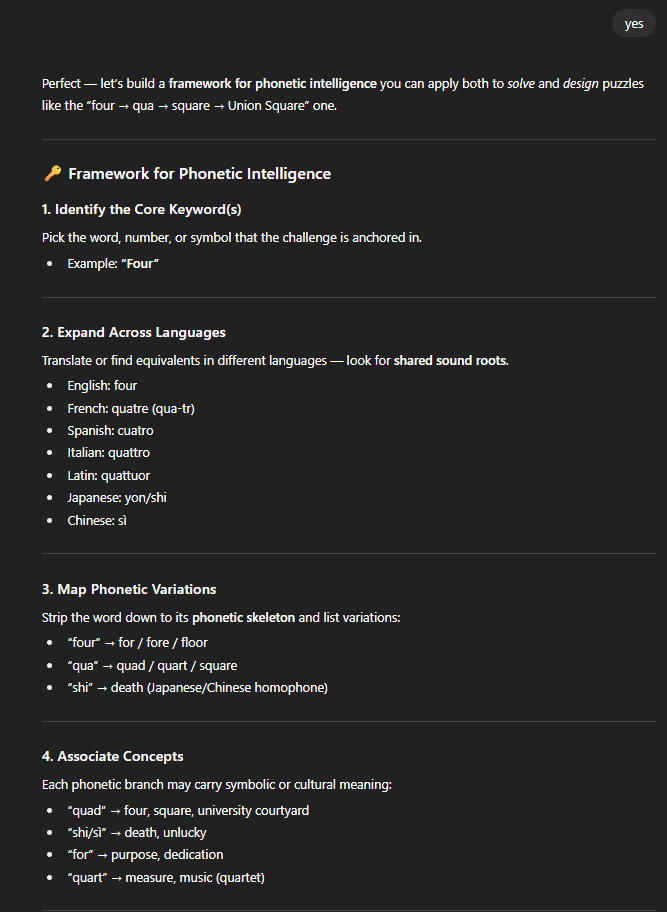 yes
Perfect — let's build a framework for phonetic intelligence you can apply both to solve and design puzzles
like the “four → qua → square → Union Square” one.
🔑 Framework for Phonetic Intelligence
1. Identify the Core Keyword(s)
Pick the word, number, or symbol that the challenge is anchored in.
• Example: “Four”
2. Expand Across Languages
Translate or find equivalents in different languages — look for shared sound roots.
• English: four
• French: quatre (qua-tr)
• Spanish: cuatro
• Italian: quattro
• Latin: quattuor
• Japanese: yon/shi
• Chinese: sì
3. Map Phonetic Variations
Strip the word down to its phonetic skeleton and list variations:
• “four” → for / fore / floor
• “qua” → quad / quart / square
• “shi” → death (Japanese/Chinese homophone)
4. Associate Concepts
Each phonetic branch may carry symbolic or cultural meaning:
• “quad” → four, square, university courtyard
• “shi/sì” → death, unlucky
• “for” → purpose, dedication
• “quart” → measure, music (quartet)